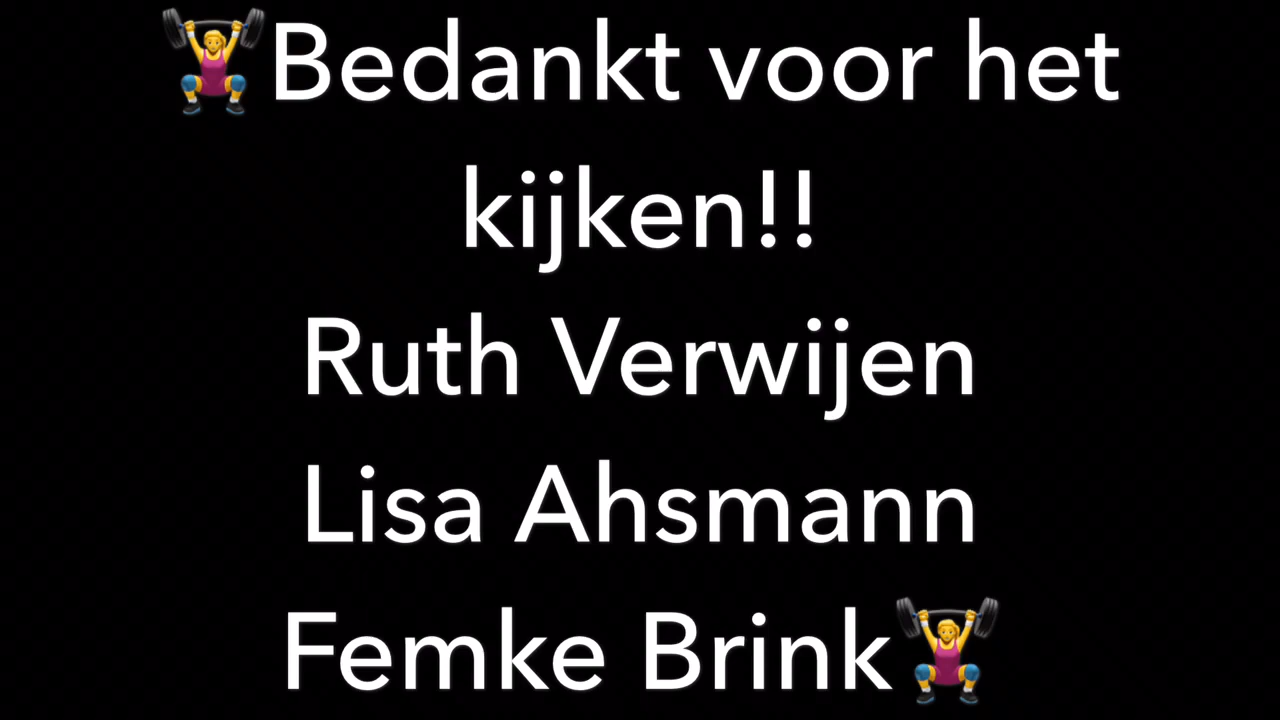 🏋️‍♀️Bedankt voor het
kijken!!
Ruth Verwijen
Lisa Ahsmann
Femke Brink🏋️‍♀️